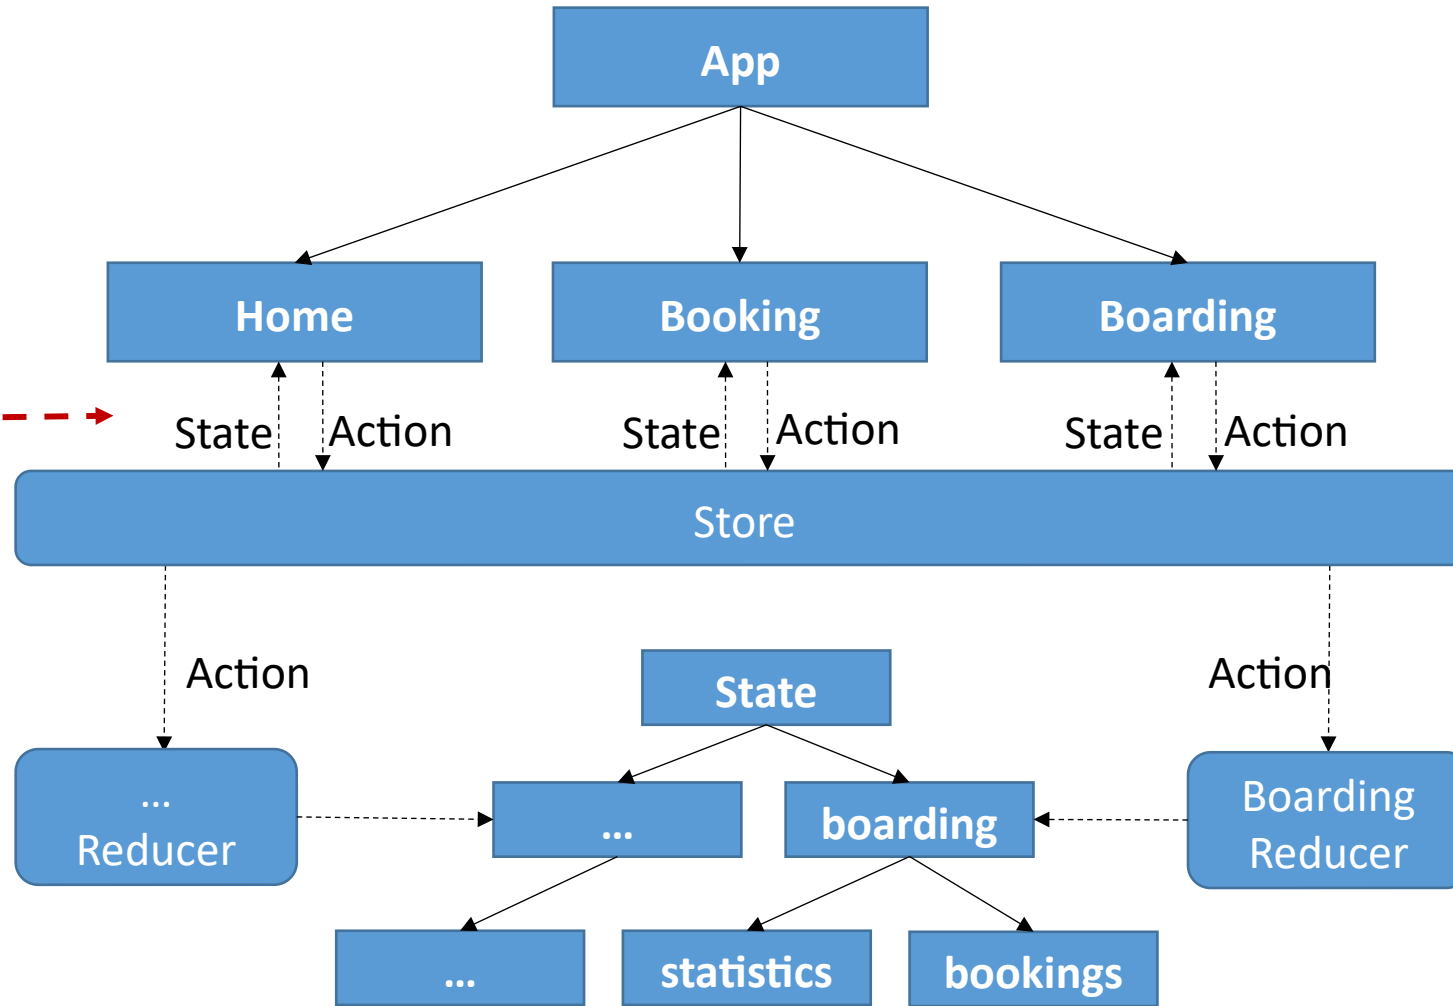 App
Home
Booking
Boarding
State
Action
State
Action
State
Action
Store
Action
Action
State
...
Reducer
...
boarding
Boarding
Reducer
...
statistics
bookings